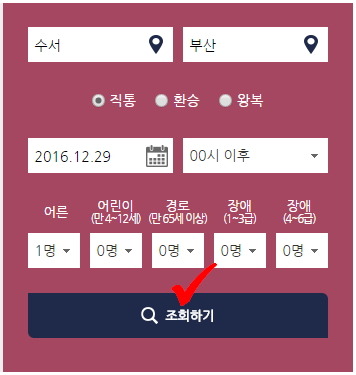 수서 부산
직통 환승 왕복
2016.12.29 00시 이후
어른 어린이 경로 장애 장애
(만 4~12세) (만 65세 이상) (1~3급) (4~6급)
1명 0명 0명 0명 0명
조회하기